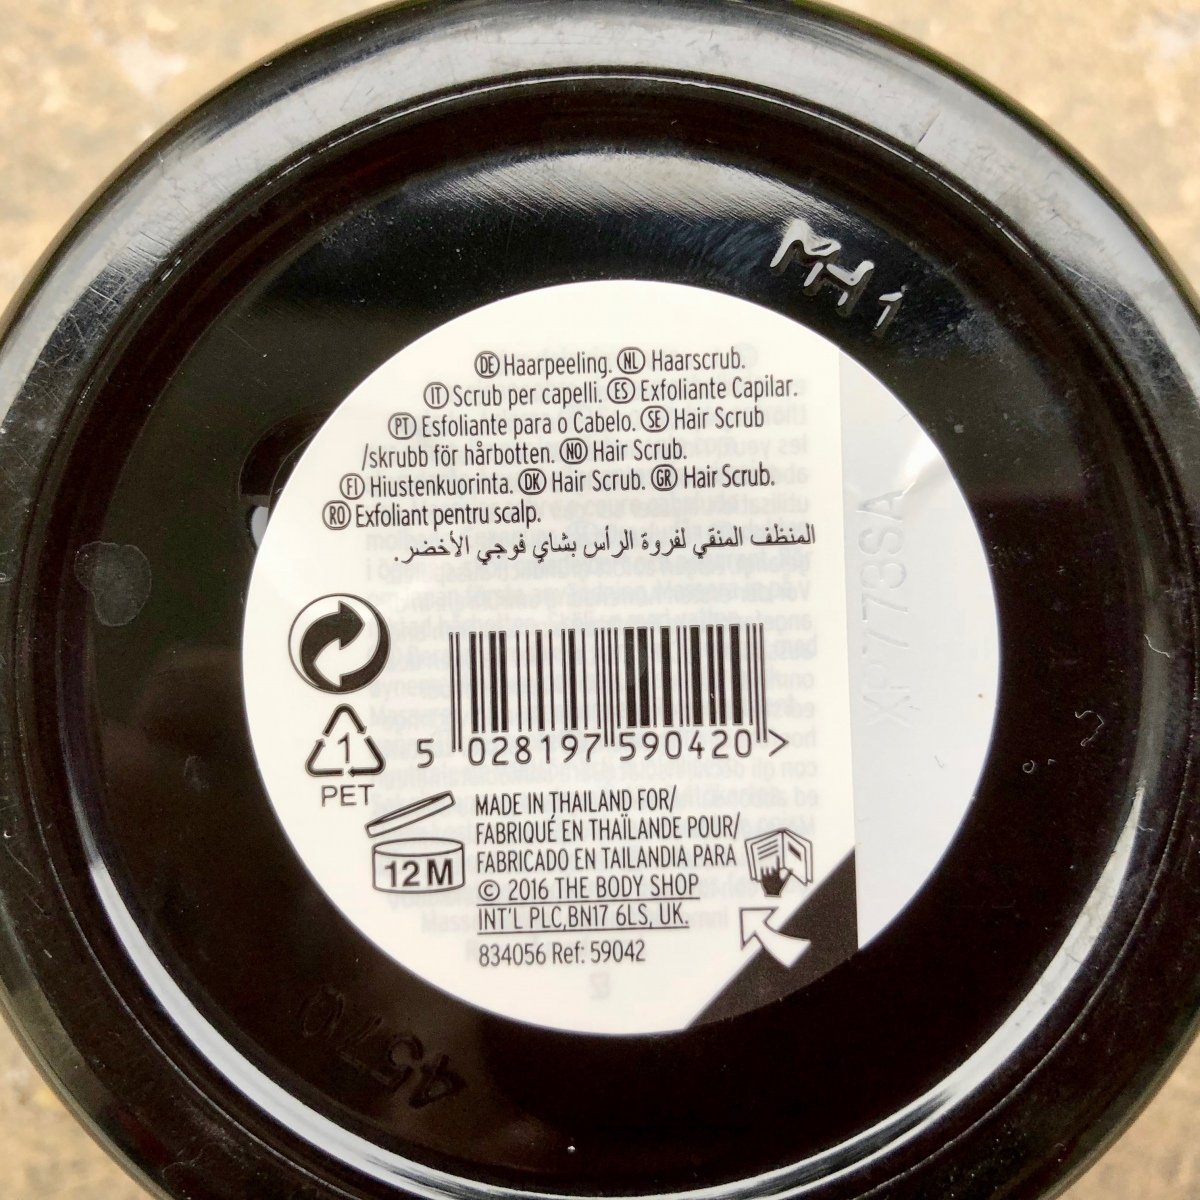 MH1
DE Haarpeeling. NL Haarscrub.
IT Scrub per capelli. ES Exfoliante Capilar.
PT Esfoliante para o Cabelo. SE Hair Scrub
/skrubb för hårbotten. NO Hair Scrub.
FI Hiustenkuorinta. DK Hair Scrub. GR Hair Scrub.
RO Exfoliant pentru scalp.
المنظف المنقي لفروة الرأس بشاي فوجي الأخضر.
XP773SA
1
PET
5 028197 590420 >
12 M
MADE IN THAILAND FOR/
FABRIQUÉ EN THAÏLANDE POUR/
FABRICADO EN TAILANDIA PARA
© 2016 THE BODY SHOP
INT'L PLC,BN17 6LS, UK.
834056 Ref: 59042